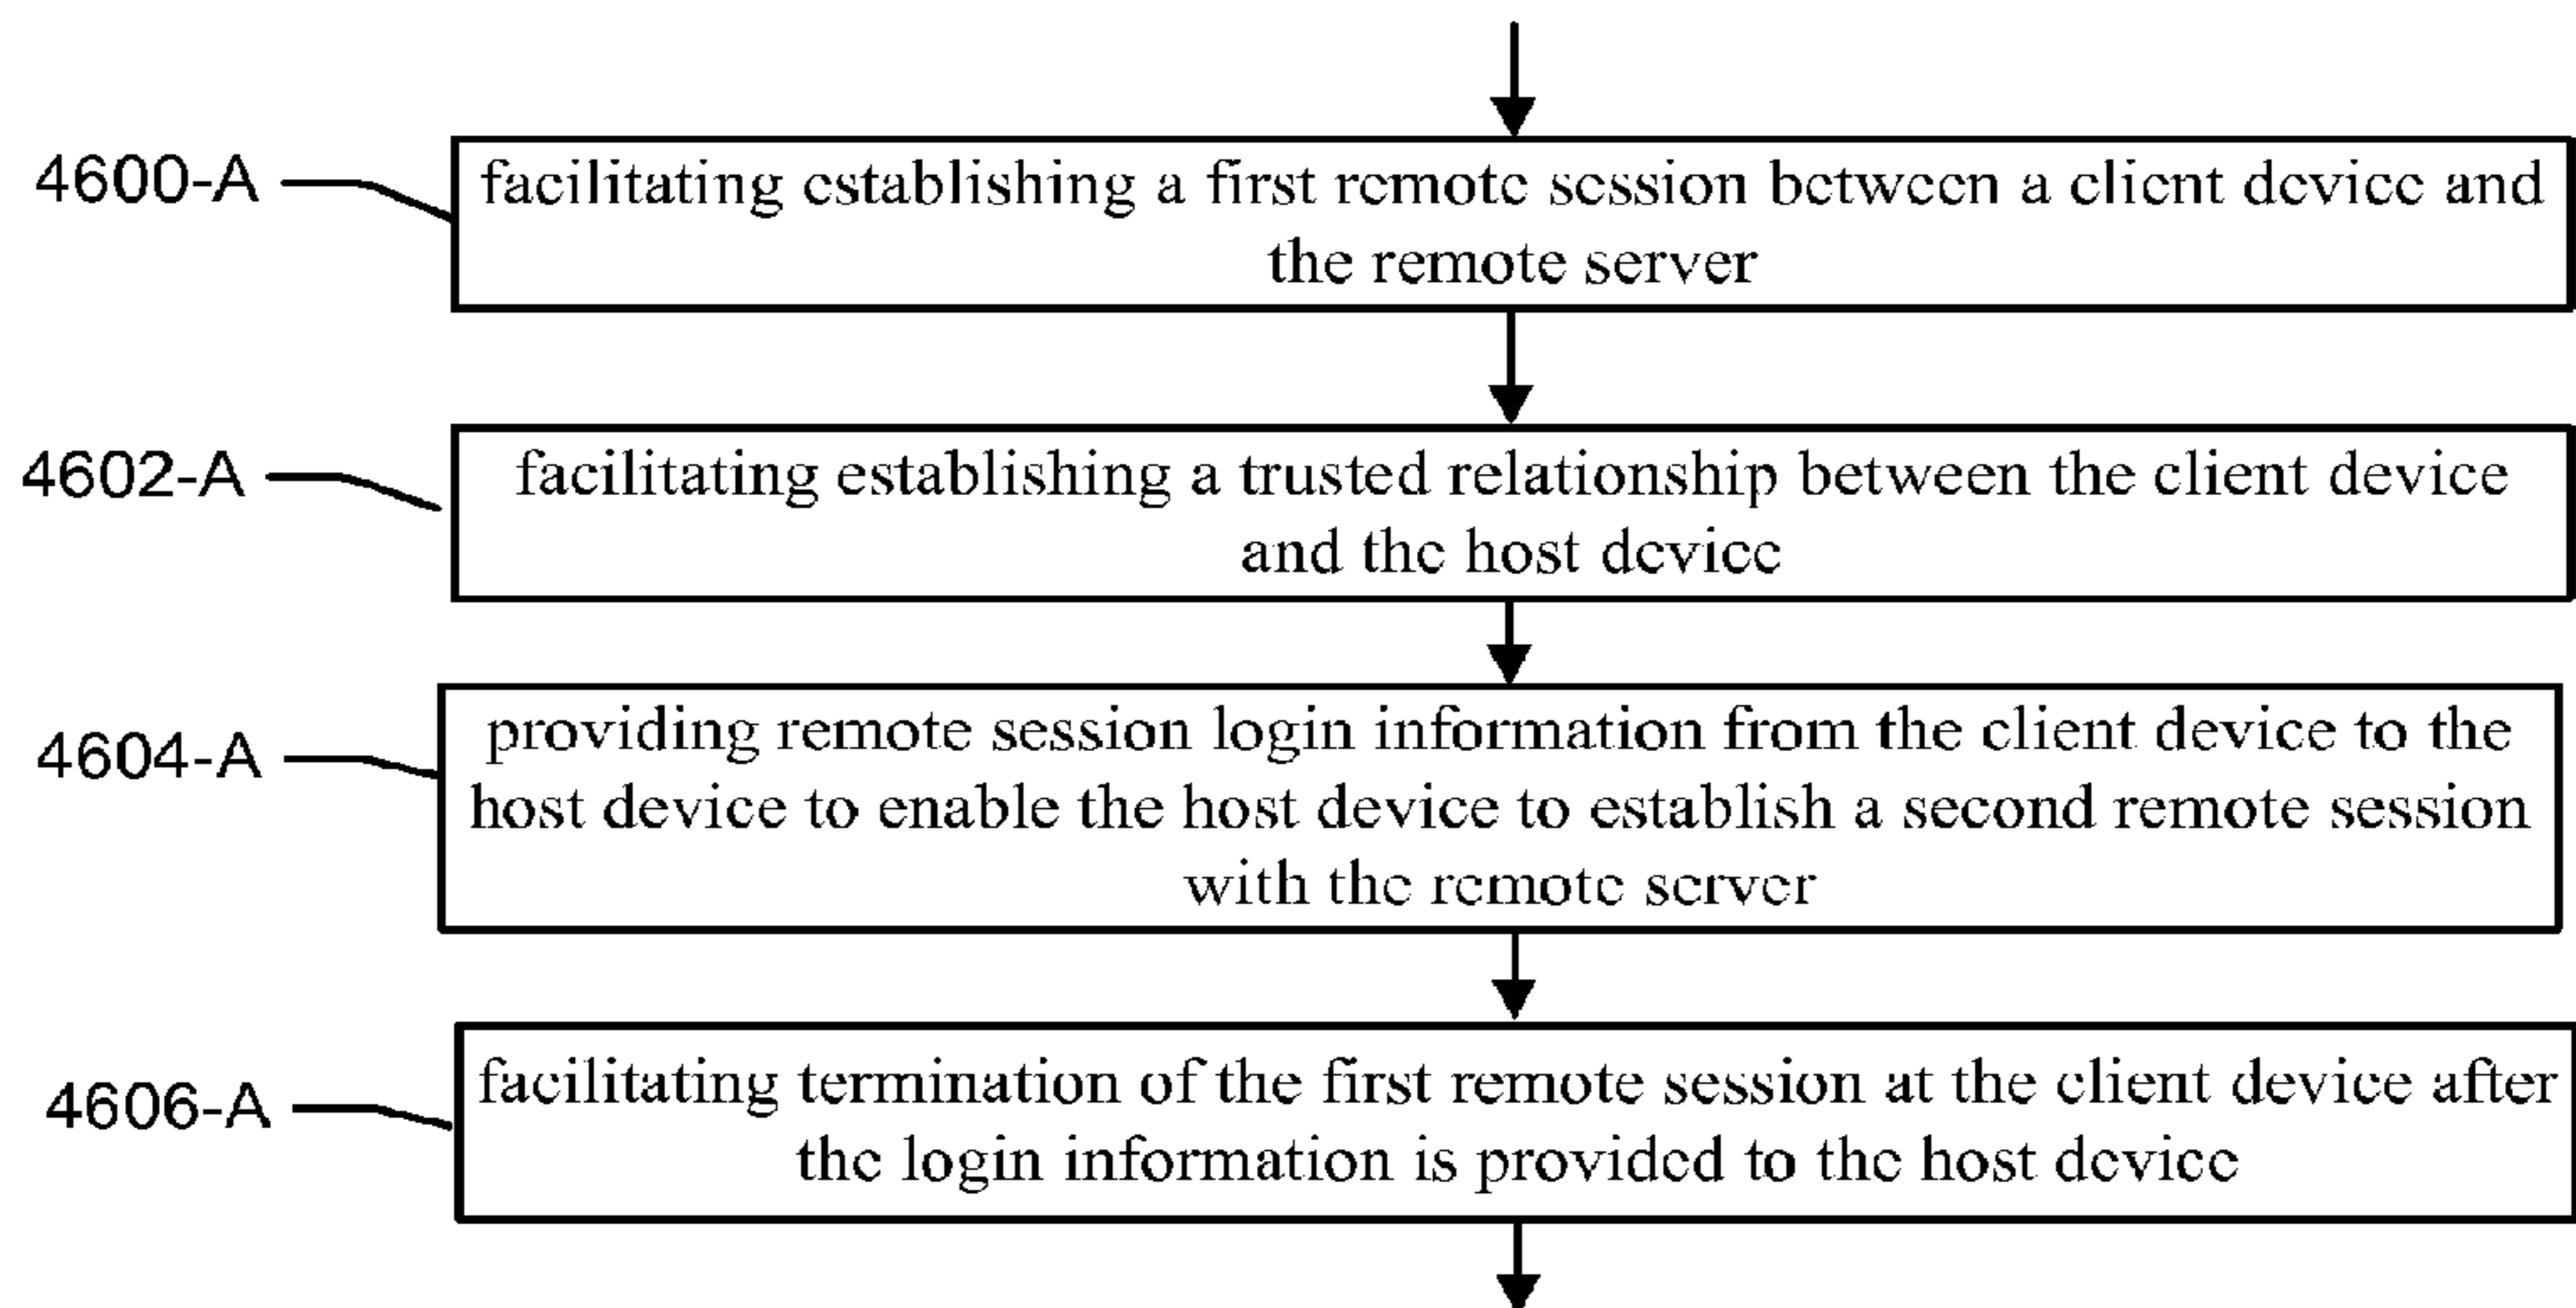 4600-A
facilitating establishing a first remote session between a client device and
the remote server
4602-A
facilitating establishing a trusted relationship between the client device
and the host device
4604-A
providing remote session login information from the client device to the
host device to enable the host device to establish a second remote session
with the remote server
4606-A
facilitating termination of the first remote session at the client device after
the login information is provided to the host device